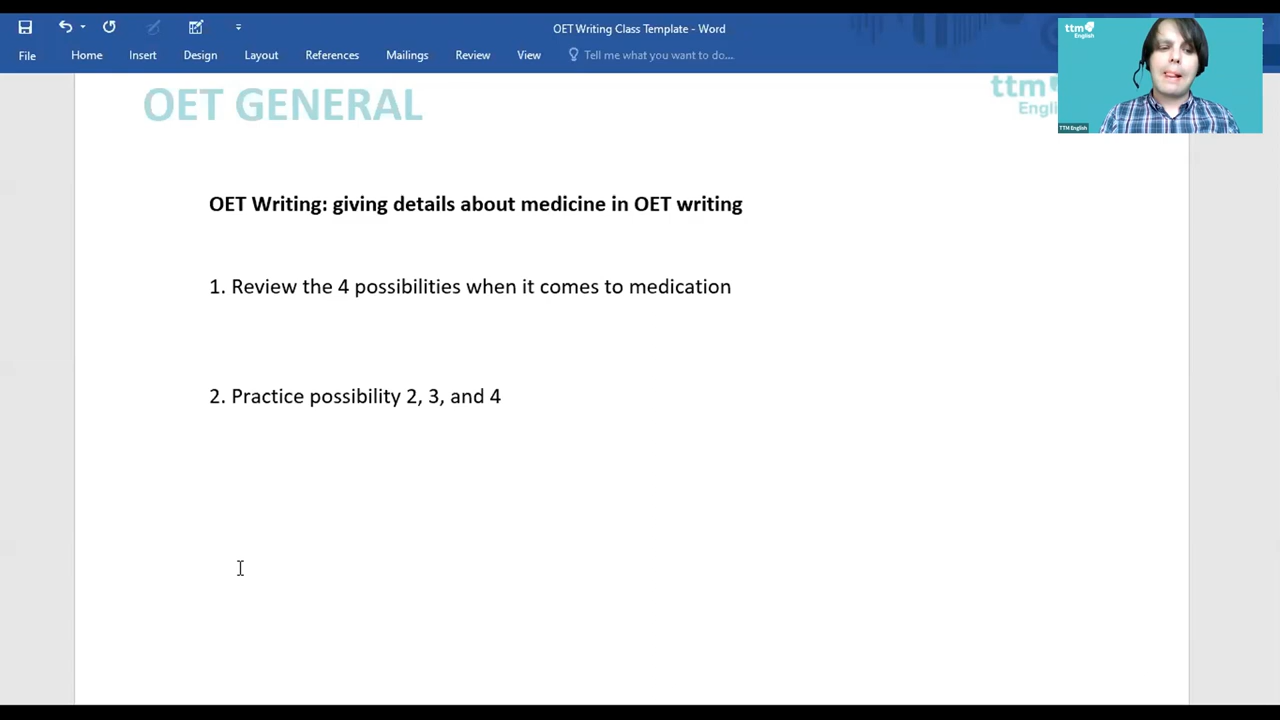 OET Writing Class Template - Word
File Home Insert Design Layout References Mailings Review View Tell me what you want to do...
ttm
English
TTM English
OET GENERAL
ttm
Engli
OET Writing: giving details about medicine in OET writing
1. Review the 4 possibilities when it comes to medication
2. Practice possibility 2, 3, and 4